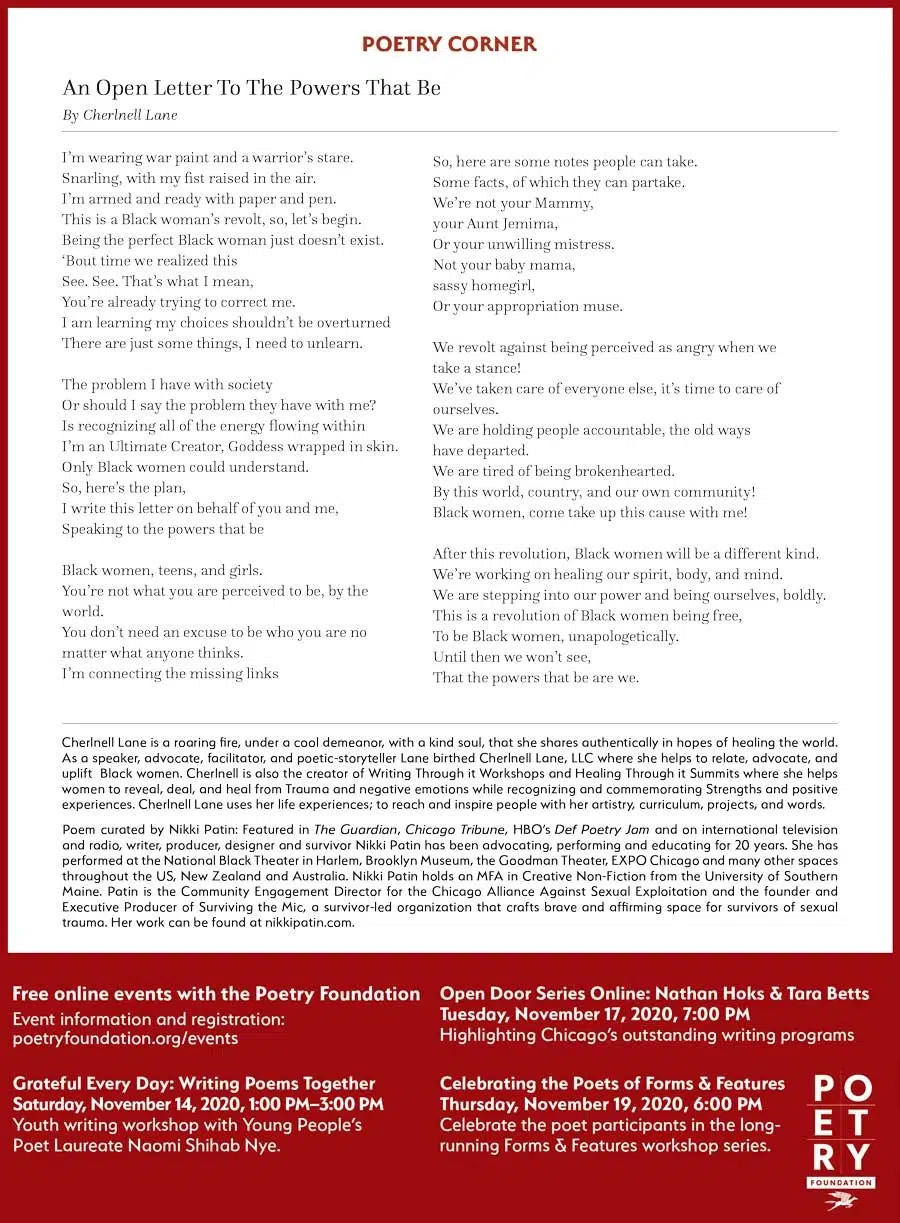 POETRY CORNER
An Open Letter To The Powers That Be
By Cherlnell Lane
I’m wearing war paint and a warrior’s stare.
Snarling, with my fist raised in the air.
I’m armed and ready with paper and pen.
This is a Black woman’s revolt, so, let’s begin.
Being the perfect Black woman just doesn’t exist.
‘Bout time we realized this
See. See. That’s what I mean,
You’re already trying to correct me.
I am learning my choices shouldn’t be overturned
There are just some things, I need to unlearn.
The problem I have with society
Or should I say the problem they have with me?
Is recognizing all of the energy flowing within
I’m an Ultimate Creator, Goddess wrapped in skin.
Only Black women could understand.
So, here’s the plan,
I write this letter on behalf of you and me,
Speaking to the powers that be
Black women, teens, and girls.
You’re not what you are perceived to be, by the
world.
You don’t need an excuse to be who you are no
matter what anyone thinks.
I’m connecting the missing links
So, here are some notes people can take.
Some facts, of which they can partake.
We’re not your Mammy,
your Aunt Jemima,
Or your unwilling mistress.
Not your baby mama,
sassy homegirl,
Or your appropriation muse.
We revolt against being perceived as angry when we
take a stance!
We’ve taken care of everyone else, it’s time to care of
ourselves.
We are holding people accountable, the old ways
have departed.
We are tired of being brokenhearted.
By this world, country, and our own community!
Black women, come take up this cause with me!
After this revolution, Black women will be a different kind.
We’re working on healing our spirit, body, and mind.
We are stepping into our power and being ourselves, boldly.
This is a revolution of Black women being free,
To be Black women, unapologetically.
Until then we won’t see,
That the powers that be are we.
Cherlnell Lane is a roaring fire, under a cool demeanor, with a kind soul, that she shares authentically in hopes of healing the world.
As a speaker, advocate, facilitator, and poetic-storyteller Lane birthed Cherlnell Lane, LLC where she helps to relate, advocate, and
uplift Black women. Cherlnell is also the creator of Writing Through it Workshops and Healing Through it Summits where she helps
women to reveal, deal, and heal from Trauma and negative emotions while recognizing and commemorating Strengths and positive
experiences. Cherlnell Lane uses her life experiences; to reach and inspire people with her artistry, curriculum, projects, and words.
Poem curated by Nikki Patin: Featured in The Guardian, Chicago Tribune, HBO’s Def Poetry Jam and on international television
and radio, writer, producer, designer and survivor Nikki Patin has been advocating, performing and educating for 20 years. She has
performed at the National Black Theater in Harlem, Brooklyn Museum, the Goodman Theater, EXPO Chicago and many other spaces
throughout the US, New Zealand and Australia. Nikki Patin holds an MFA in Creative Non-Fiction from the University of Southern
Maine. Patin is the Community Engagement Director for the Chicago Alliance Against Sexual Exploitation and the founder and
Executive Producer of Surviving the Mic, a survivor-led organization that crafts brave and affirming space for survivors of sexual
trauma. Her work can be found at nikkipatin.com.
Free online events with the Poetry Foundation
Event information and registration:
poetryfoundation.org/events
Grateful Every Day: Writing Poems Together
Saturday, November 14, 2020, 1:00 PM–3:00 PM
Youth writing workshop with Young People’s
Poet Laureate Naomi Shihab Nye.
Open Door Series Online: Nathan Hoks & Tara Betts
Tuesday, November 17, 2020, 7:00 PM
Highlighting Chicago’s outstanding writing programs
Celebrating the Poets of Forms & Features
Thursday, November 19, 2020, 6:00 PM
Celebrate the poet participants in the long-
running Forms & Features workshop series.
PO
ET
RY
FOUNDATION